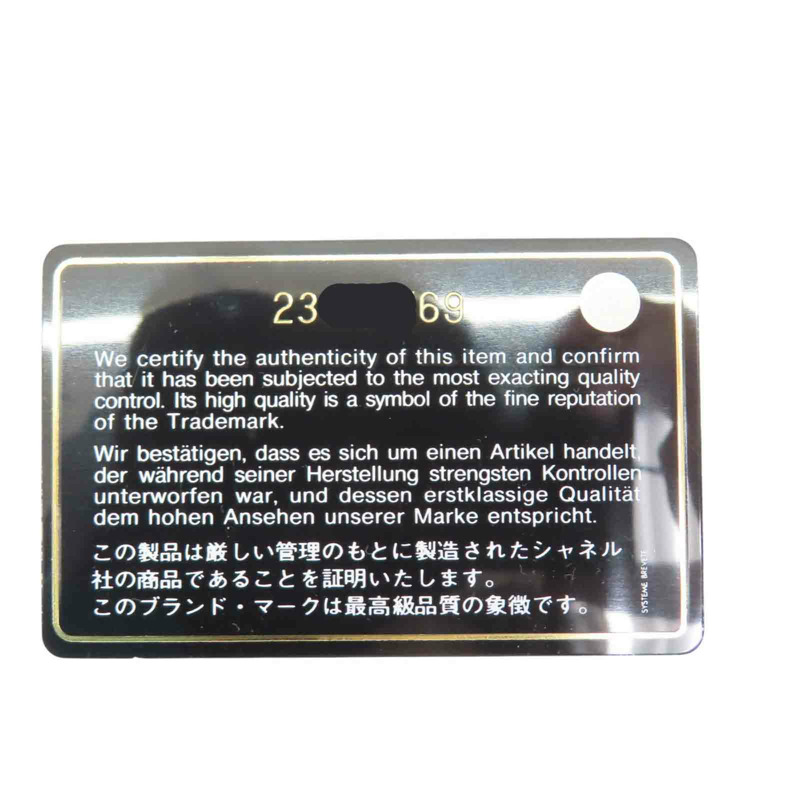 23 69
We certify the authenticity of this item and confirm
that it has been subjected to the most exacting quality
control. Its high quality is a symbol of the fine reputation
of the Trademark.
Wir bestätigen, dass es sich um einen Artikel handelt,
der während seiner Herstellung strengsten Kontrollen
unterworfen war, und dessen erstklassige Qualität
dem hohen Ansehen unserer Marke entspricht.
この製品は厳しい管理のもとに製造されたシャネル
社の商品であることを証明いたします。
このブランド・マークは最高級品質の象徴です。
SYSTEME BREVETE